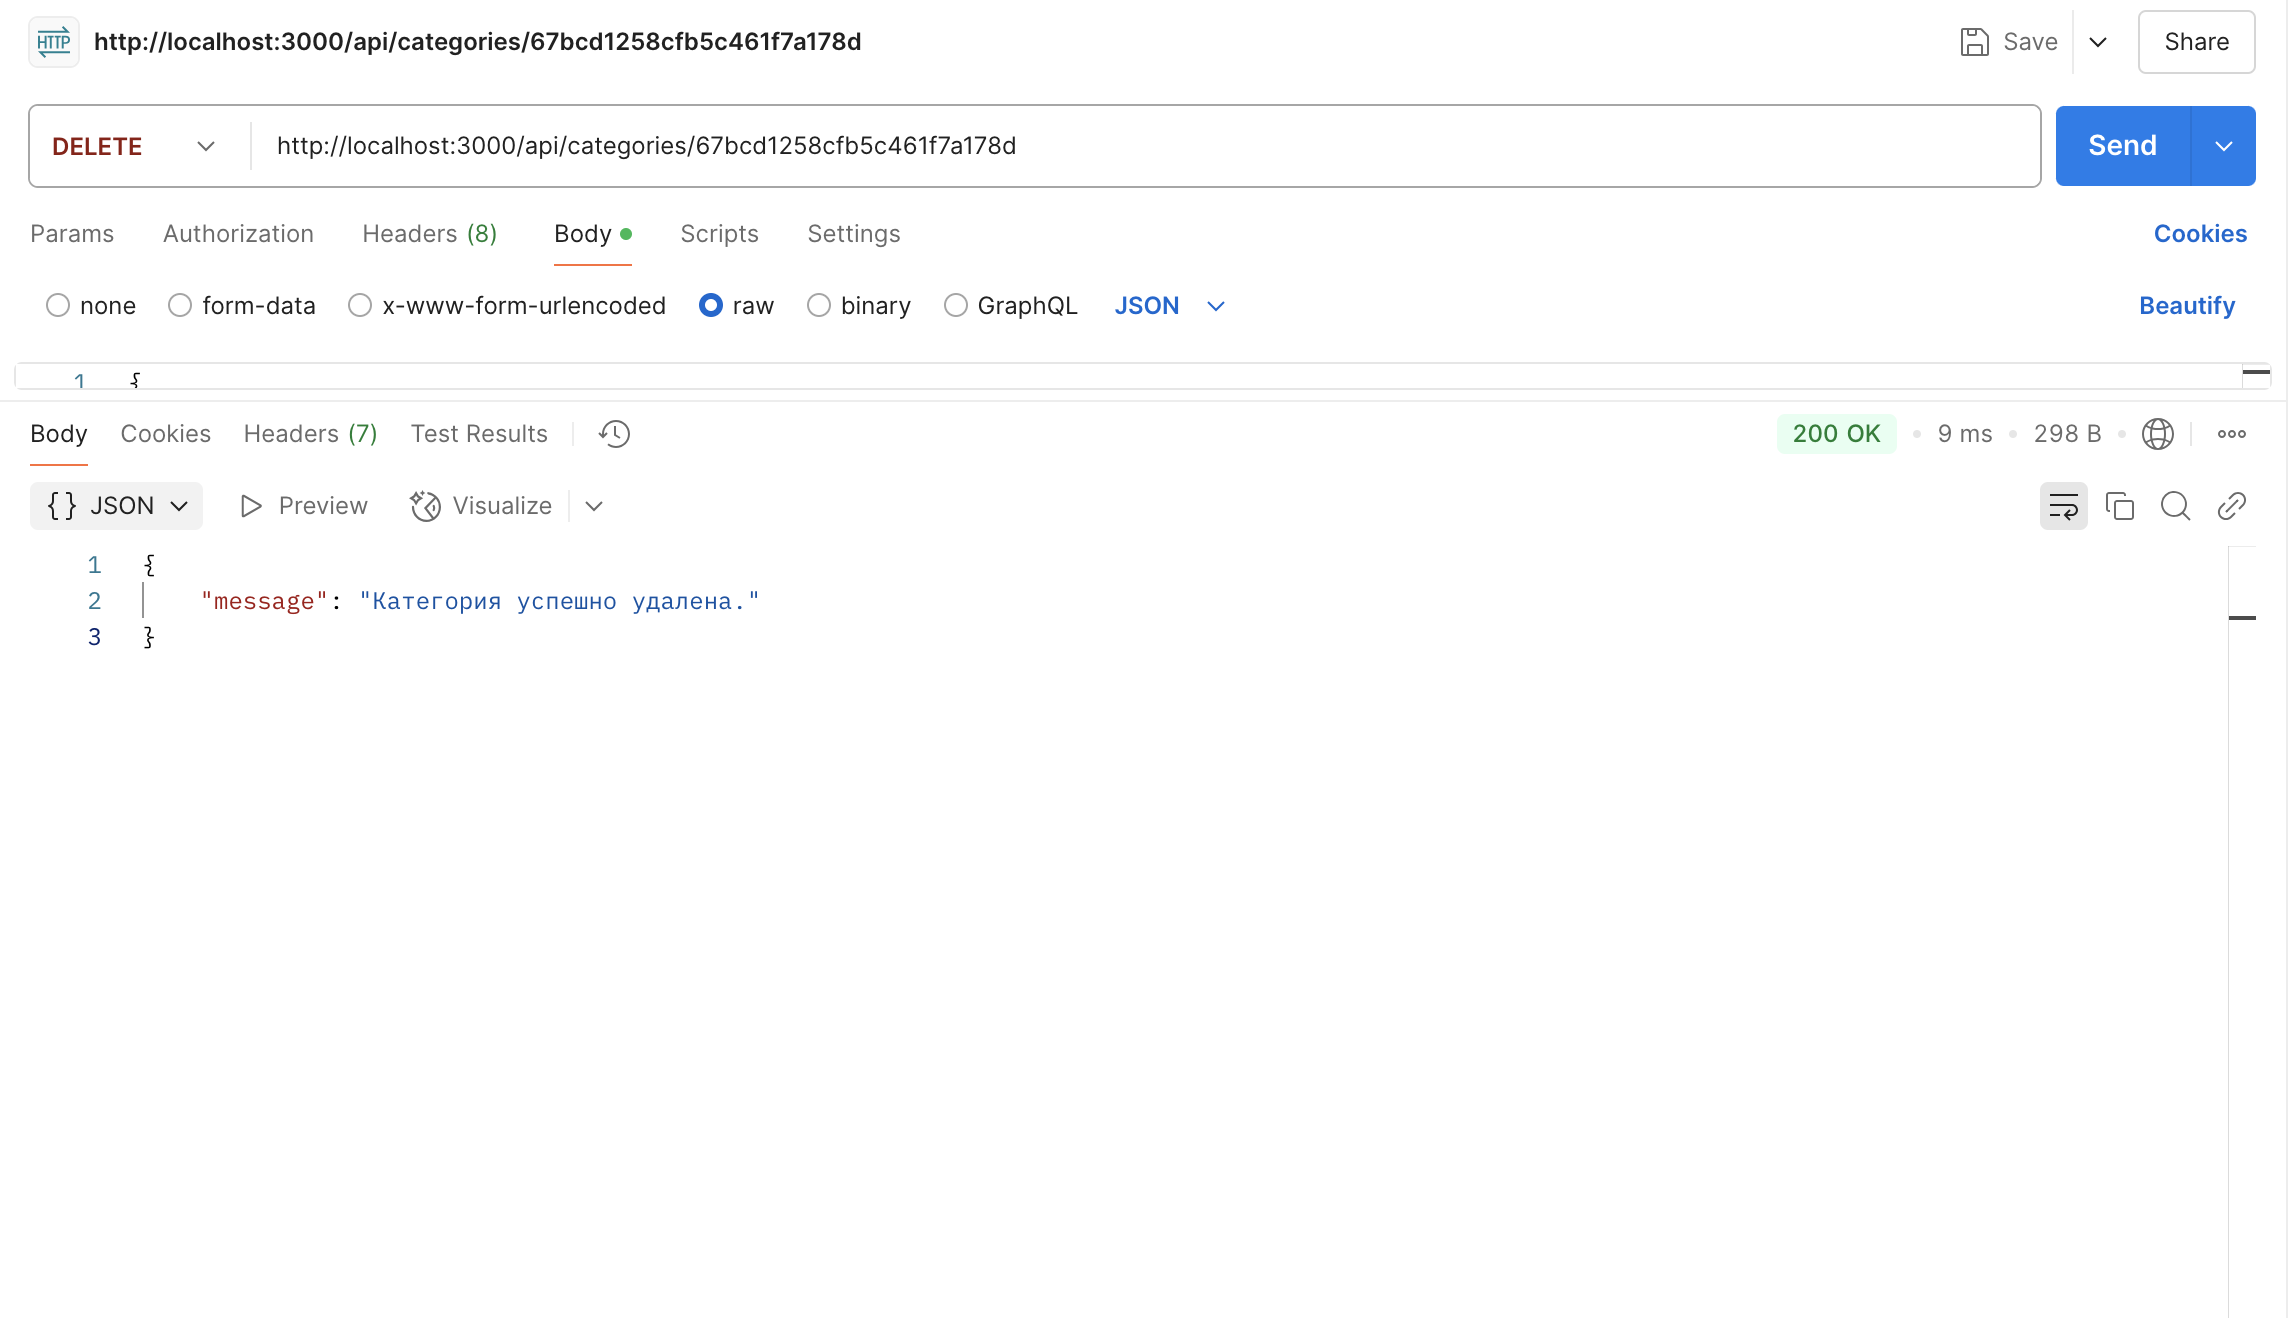 HTTP http://localhost:3000/api/categories/67bcd1258cfb5c461f7a178d Save Share
DELETE http://localhost:3000/api/categories/67bcd1258cfb5c461f7a178d Send
Params Authorization Headers (8) Body Scripts Settings Cookies
none form-data x-www-form-urlencoded raw binary GraphQL JSON Beautify
1 {
Body Cookies Headers (7) Test Results 200 OK 9 ms 298 B
{} JSON Preview Visualize
1 {
2 "message": "Категория успешно удалена."
3 }